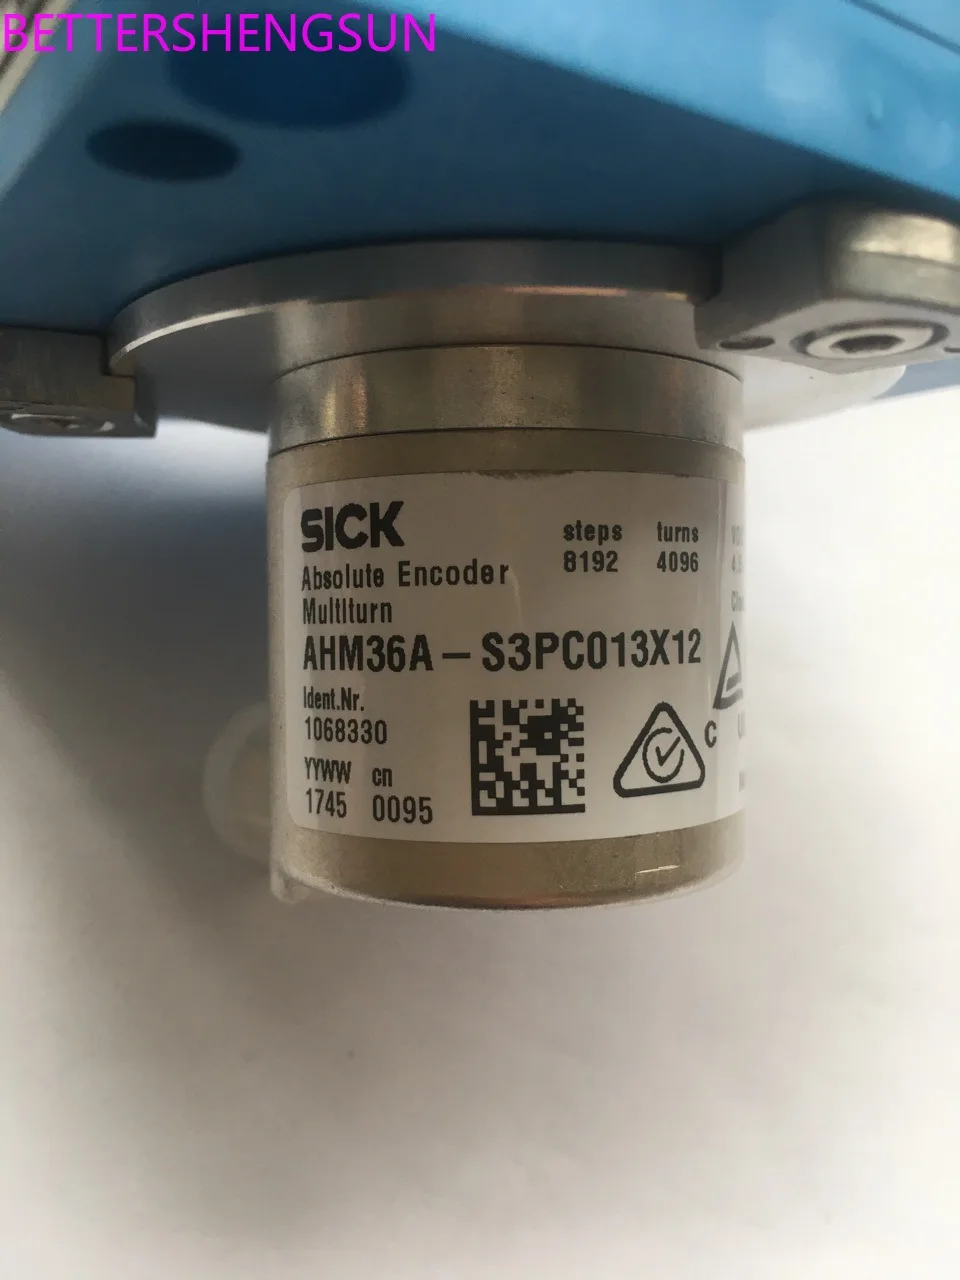 BETTERSHENGSUN
SICK
steps turns
8192 4096
Absolute Encoder
Multiturn
AHM36A – S3PC013X12
Ident.Nr.
1068330
YYWW cn
1745 0095
C